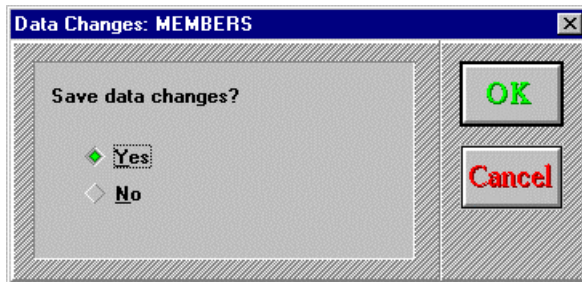 Data Changes: MEMBERS
Save data changes?
Yes
No
OK
Cancel